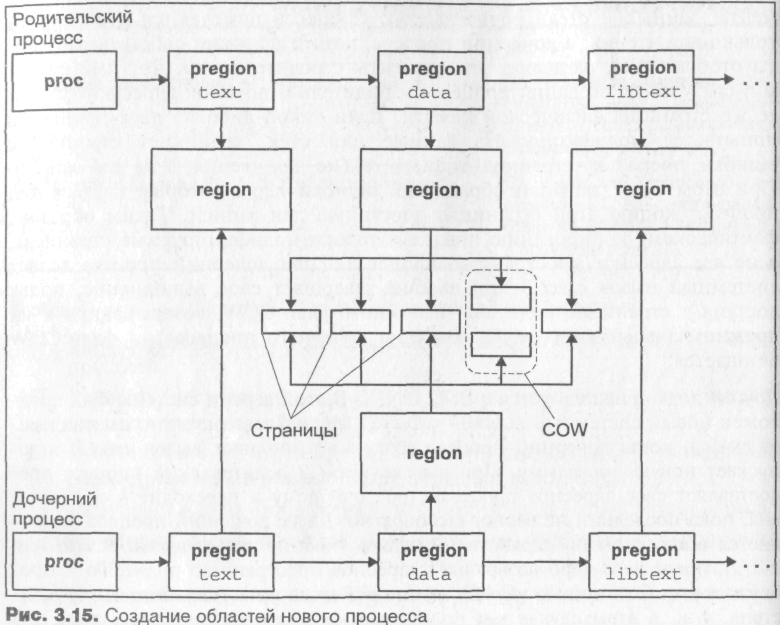 Родительский
процесс
proc
pregion
text
pregion
data
pregion
libtext
...
region
region
region
Страницы
COW
region
Дочерний
процесс
proc
pregion
text
pregion
data
pregion
libtext
...
Рис. 3.15. Создание областей нового процесса